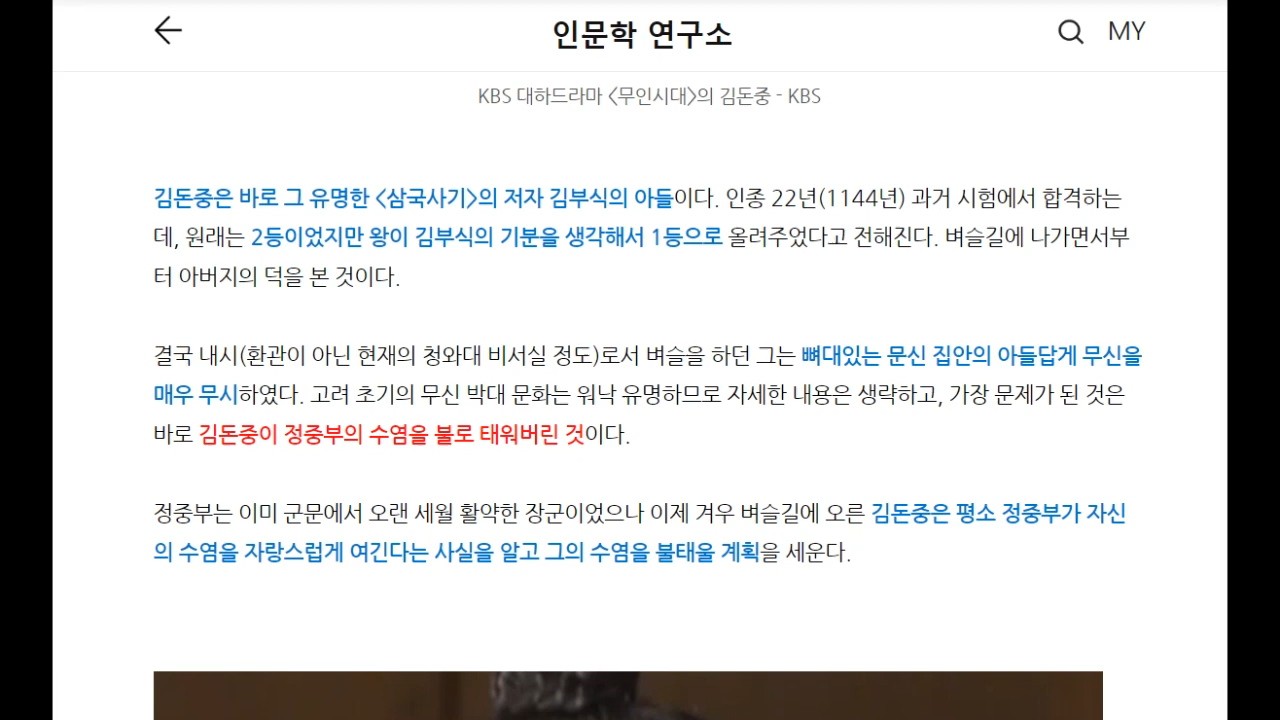 인문학 연구소
MY
KBS 대하드라마 <무인시대>의 김돈중 - KBS
김돈중은 바로 그 유명한 <삼국사기>의 저자 김부식의 아들이다. 인종 22년(1144년) 과거 시험에서 합격하는
데, 원래는 2등이었지만 왕이 김부식의 기분을 생각해서 1등으로 올려주었다고 전해진다. 벼슬길에 나가면서부
터 아버지의 덕을 본 것이다.
결국 내시(환관이 아닌 현재의 청와대 비서실 정도)로서 벼슬을 하던 그는 뼈대있는 문신 집안의 아들답게 무신을
매우 무시하였다. 고려 초기의 무신 박대 문화는 워낙 유명하므로 자세한 내용은 생략하고, 가장 문제가 된 것은
바로 김돈중이 정중부의 수염을 불로 태워버린 것이다.
정중부는 이미 군문에서 오랜 세월 활약한 장군이었으나 이제 겨우 벼슬길에 오른 김돈중은 평소 정중부가 자신
의 수염을 자랑스럽게 여긴다는 사실을 알고 그의 수염을 불태울 계획을 세운다.